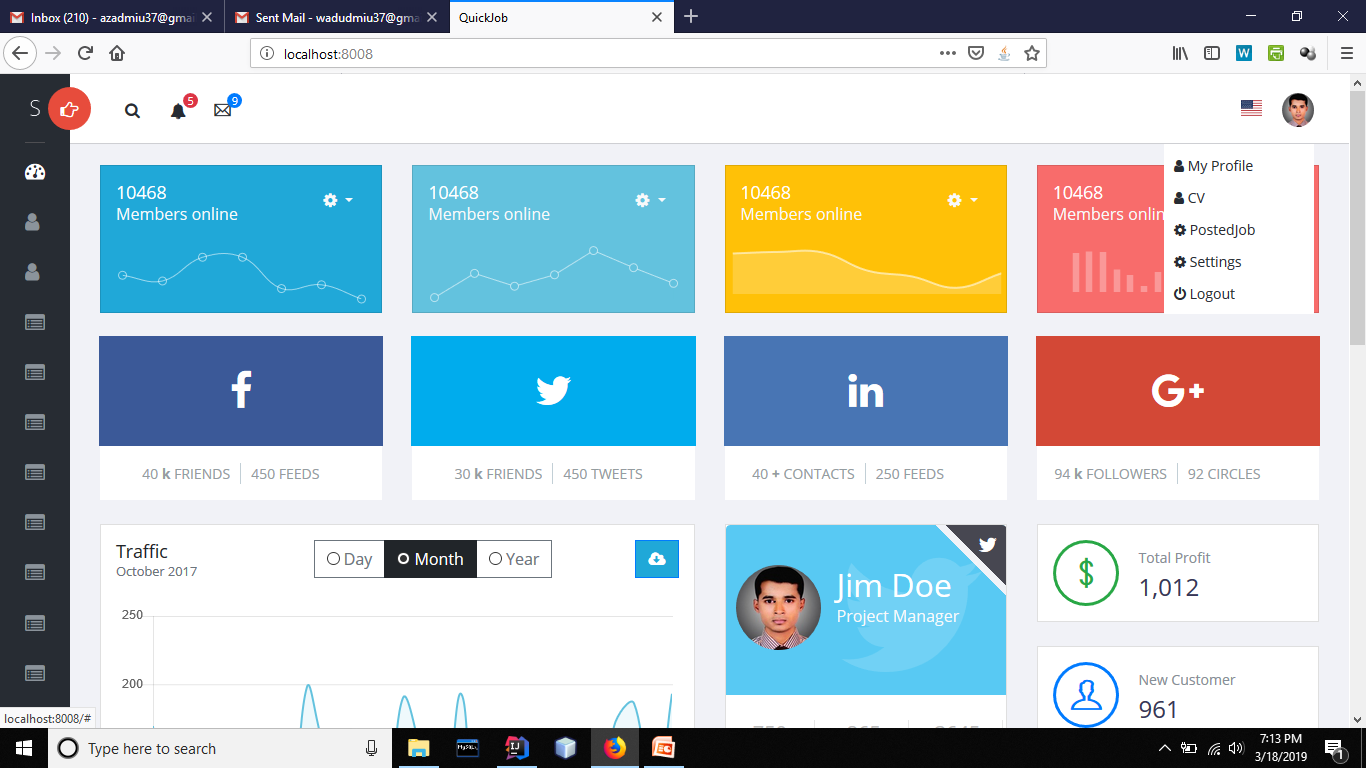 Inbox (210) - azadmiu37@gmai
Sent Mail - wadudmiu37@gma
QuickJob
localhost:8008
W
S
5
9
My Profile
CV
PostedJob
Settings
Logout
10468
Members online
10468
Members online
10468
Members online
10468
Members onlin
40 k FRIENDS
450 FEEDS
30 k FRIENDS
450 TWEETS
40 + CONTACTS
250 FEEDS
94 k FOLLOWERS
92 CIRCLES
Traffic
October 2017
Day
Month
Year
250
200
Jim Doe
Project Manager
Total Profit
1,012
New Customer
961
localhost:8008/#
Type here to search
7:13 PM
3/18/2019
1